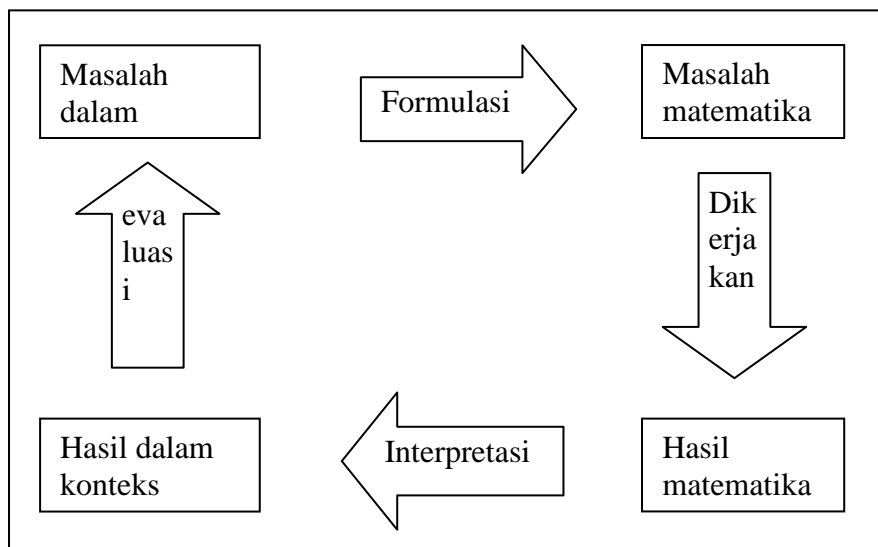 Masalah
dalam
Formulasi
Masalah
matematika
eva
luas
i
Dik
erja
kan
Hasil dalam
konteks
Interpretasi
Hasil
matematika